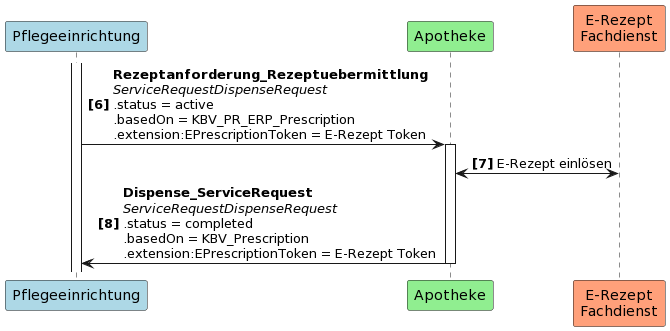 Pflegeeinrichtung
Apotheke
E-Rezept
Fachdienst
Rezeptanforderung_Rezeptuebermittlung
ServiceRequestDispenseRequest
[6] .status = active
.basedOn = KBV_PR_ERP_Prescription
.extension:EPrescriptionToken = E-Rezept Token
[7] E-Rezept einlösen
Dispense_ServiceRequest
ServiceRequestDispenseRequest
[8] .status = completed
.basedOn = KBV_Prescription
.extension:EPrescriptionToken = E-Rezept Token
Pflegeeinrichtung
Apotheke
E-Rezept
Fachdienst